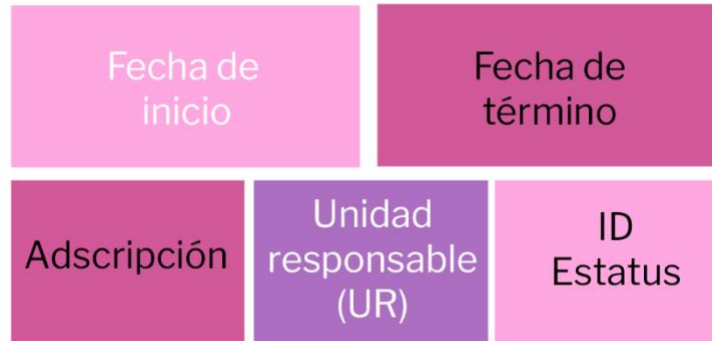 Fecha de
inicio
Fecha de
término
Adscripción
Unidad
responsable
(UR)
ID
Estatus